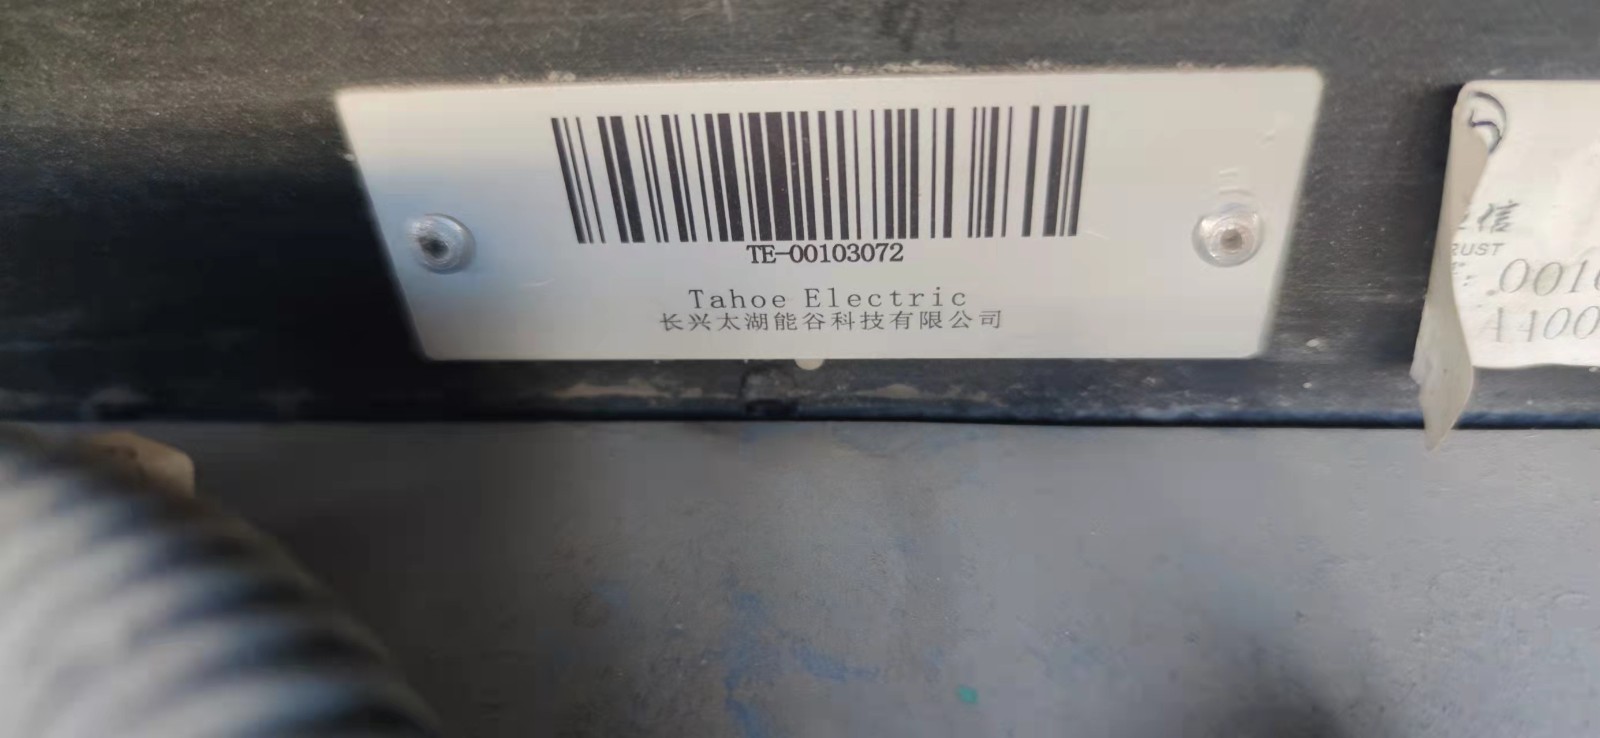 TE-00103072
Tahoe Electric
长兴太湖能谷科技有限公司
信
RUST
001
A400